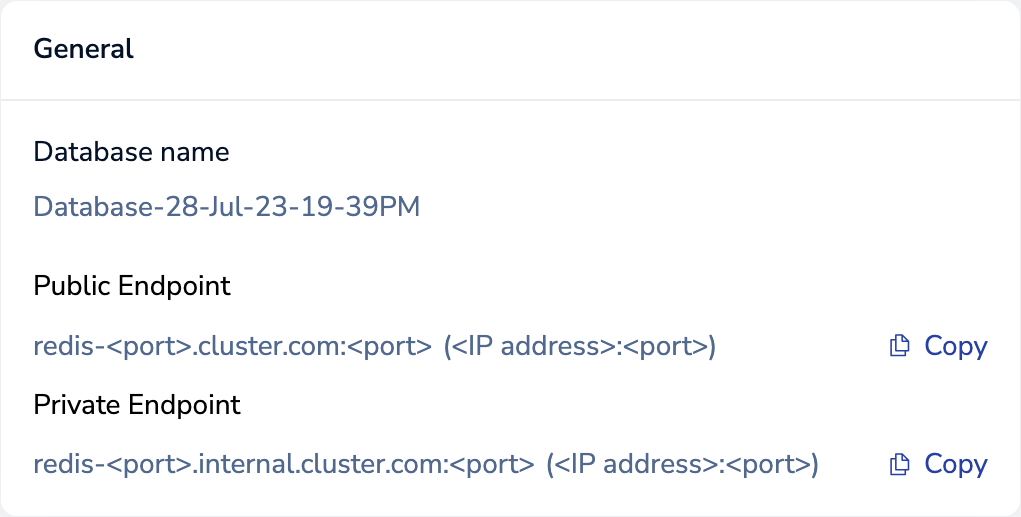 General
Database name
Database-28-Jul-23-19-39PM
Public Endpoint
redis-<port>.cluster.com:<port> (<IP address>:<port>) Copy
Private Endpoint
redis-<port>.internal.cluster.com:<port> (<IP address>:<port>) Copy